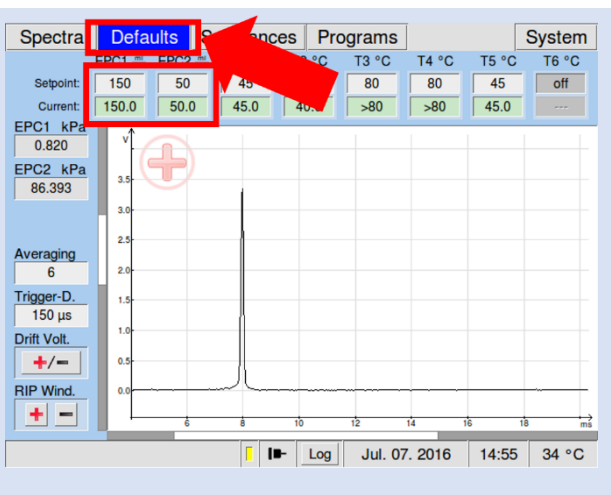 Spectra Defaults Programs System
EPC1 EPC2 °C T3 °C T4 °C T5 °C T6 °C
Setpoint: 150 50 45 80 80 45 off
Current: 150.0 50.0 45.0 >80 >80 45.0 ---
EPC1 kPa
0.820
EPC2 kPa
86.393
Averaging
6
Trigger-D.
150 µs
Drift Volt.
+/-
RIP Wind.
+ -
V
3.5
3.0
2.5
2.0
1.5
1.0
0.5
0.0
6 8 10 12 14 16 18 ms
Log Jul. 07. 2016 14:55 34 °C